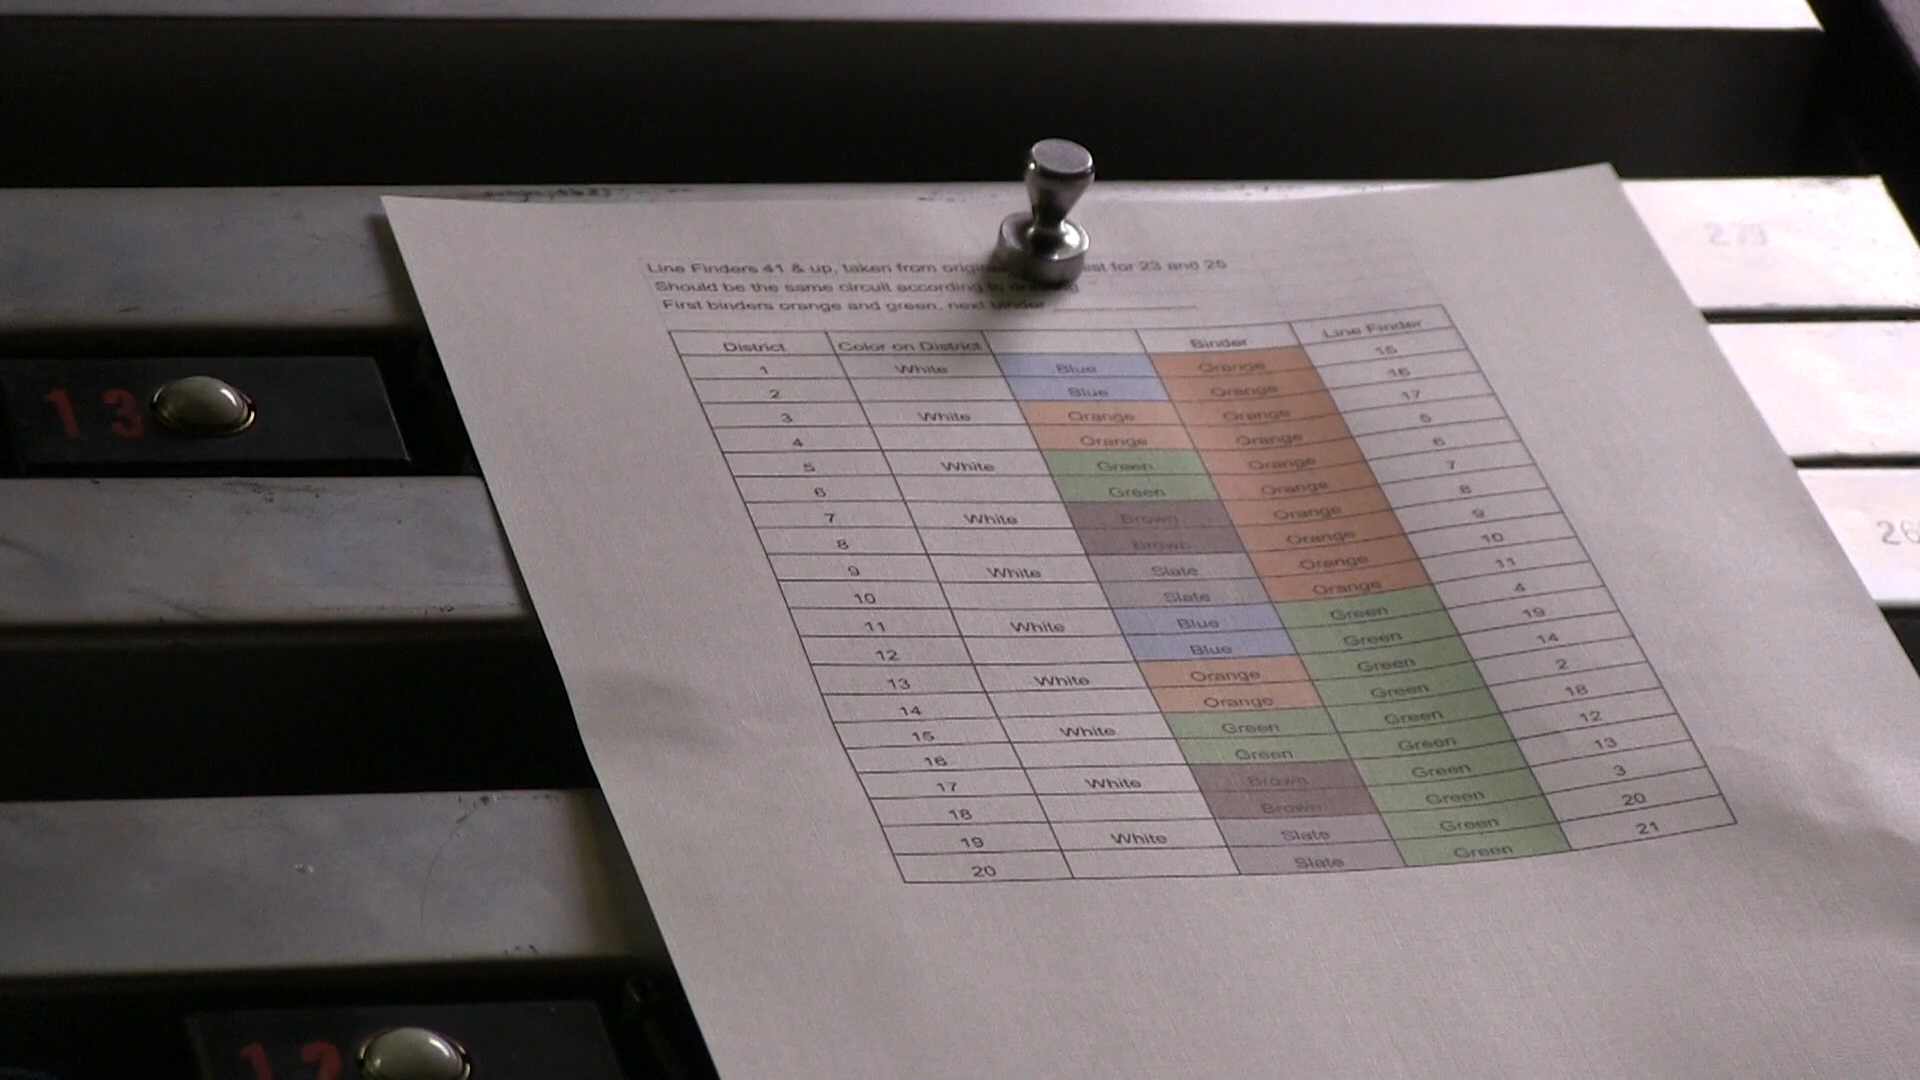 279
Line Finders 41 & up, taken from for 23 and 25
Should be the same circuit according to
First binders orange and green, next binder
District Color on District Binder Line Finder
1 White Blue Orange 15
2 Blue Orange 16
3 White Orange Orange 17
4 Orange Orange 5
5 White Green Orange 6
6 Green Orange 7
7 White Brown Orange 8
8 Brown Orange 9
9 White Slate Orange 10
10 Slate Orange 11
11 White Blue Green 4
12 Blue Green 19
13 White Orange Green 14
14 Orange Green 2
15 White Green Green 18
16 Green Green 12
17 White Brown Green 13
18 Brown Green 3
19 White Slate Green 20
20 Slate Green 21
13
26
12